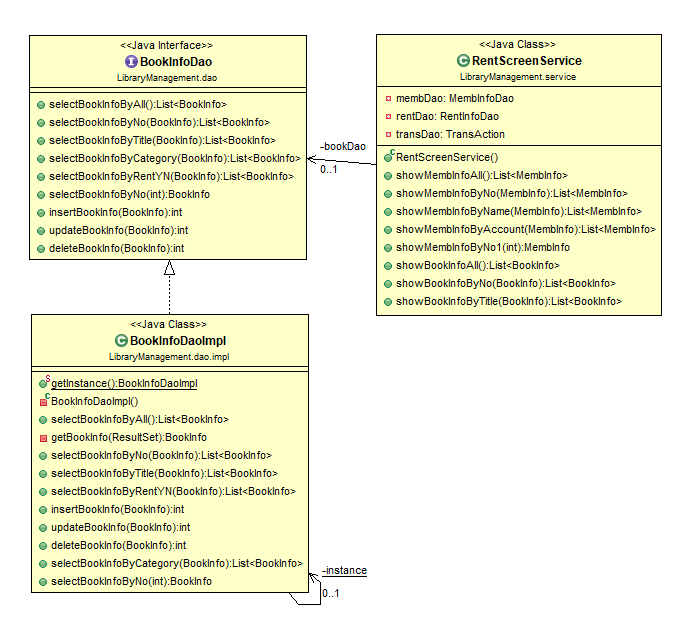 <<Java Interface>>
I BookInfoDao
LibraryManagement.dao
selectBookInfoByAll():List<BookInfo>
selectBookInfoByNo(BookInfo):List<BookInfo>
selectBookInfoByTitle(BookInfo):List<BookInfo>
selectBookInfoByCategory(BookInfo):List<BookInfo>
selectBookInfoByRentYN(BookInfo):List<BookInfo>
selectBookInfoByNo(int):BookInfo
insertBookInfo(BookInfo):int
updateBookInfo(BookInfo):int
deleteBookInfo(BookInfo):int
-bookDao
0..1
<<Java Class>>
C RentScreenService
LibraryManagement.service
membDao: MembInfoDao
rentDao: RentInfoDao
transDao: TransAction
c RentScreenService()
showMembInfoAll():List<MembInfo>
showMembInfoByNo(MembInfo):List<MembInfo>
showMembInfoByName(MembInfo):List<MembInfo>
showMembInfoByAccount(MembInfo):List<MembInfo>
showMembInfoByNo1(int):MembInfo
showBookInfoAll():List<BookInfo>
showBookInfoByNo(BookInfo):List<BookInfo>
showBookInfoByTitle(BookInfo):List<BookInfo>
<<Java Class>>
C BookInfoDaoImpl
LibraryManagement.dao.impl
S getInstance():BookInfoDaoImpl
c BookInfoDaoImpl()
selectBookInfoByAll():List<BookInfo>
getBookInfo(ResultSet):BookInfo
selectBookInfoByNo(BookInfo):List<BookInfo>
selectBookInfoByTitle(BookInfo):List<BookInfo>
selectBookInfoByRentYN(BookInfo):List<BookInfo>
insertBookInfo(BookInfo):int
updateBookInfo(BookInfo):int
deleteBookInfo(BookInfo):int
selectBookInfoByCategory(BookInfo):List<BookInfo>
selectBookInfoByNo(int):BookInfo
-instance
0..1